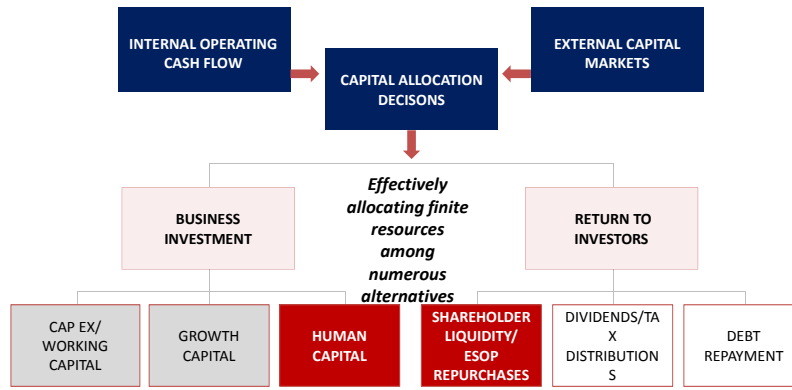 INTERNAL OPERATING
CASH FLOW
EXTERNAL CAPITAL
MARKETS
CAPITAL ALLOCATION
DECISONS
Effectively
allocating finite
resources
among
numerous
alternatives
BUSINESS
INVESTMENT
RETURN TO
INVESTORS
CAP EX/
WORKING
CAPITAL
GROWTH
CAPITAL
HUMAN
CAPITAL
SHAREHOLDER
LIQUIDITY/
ESOP
REPURCHASES
DIVIDENDS/TA
X
DISTRIBUTION
S
DEBT
REPAYMENT